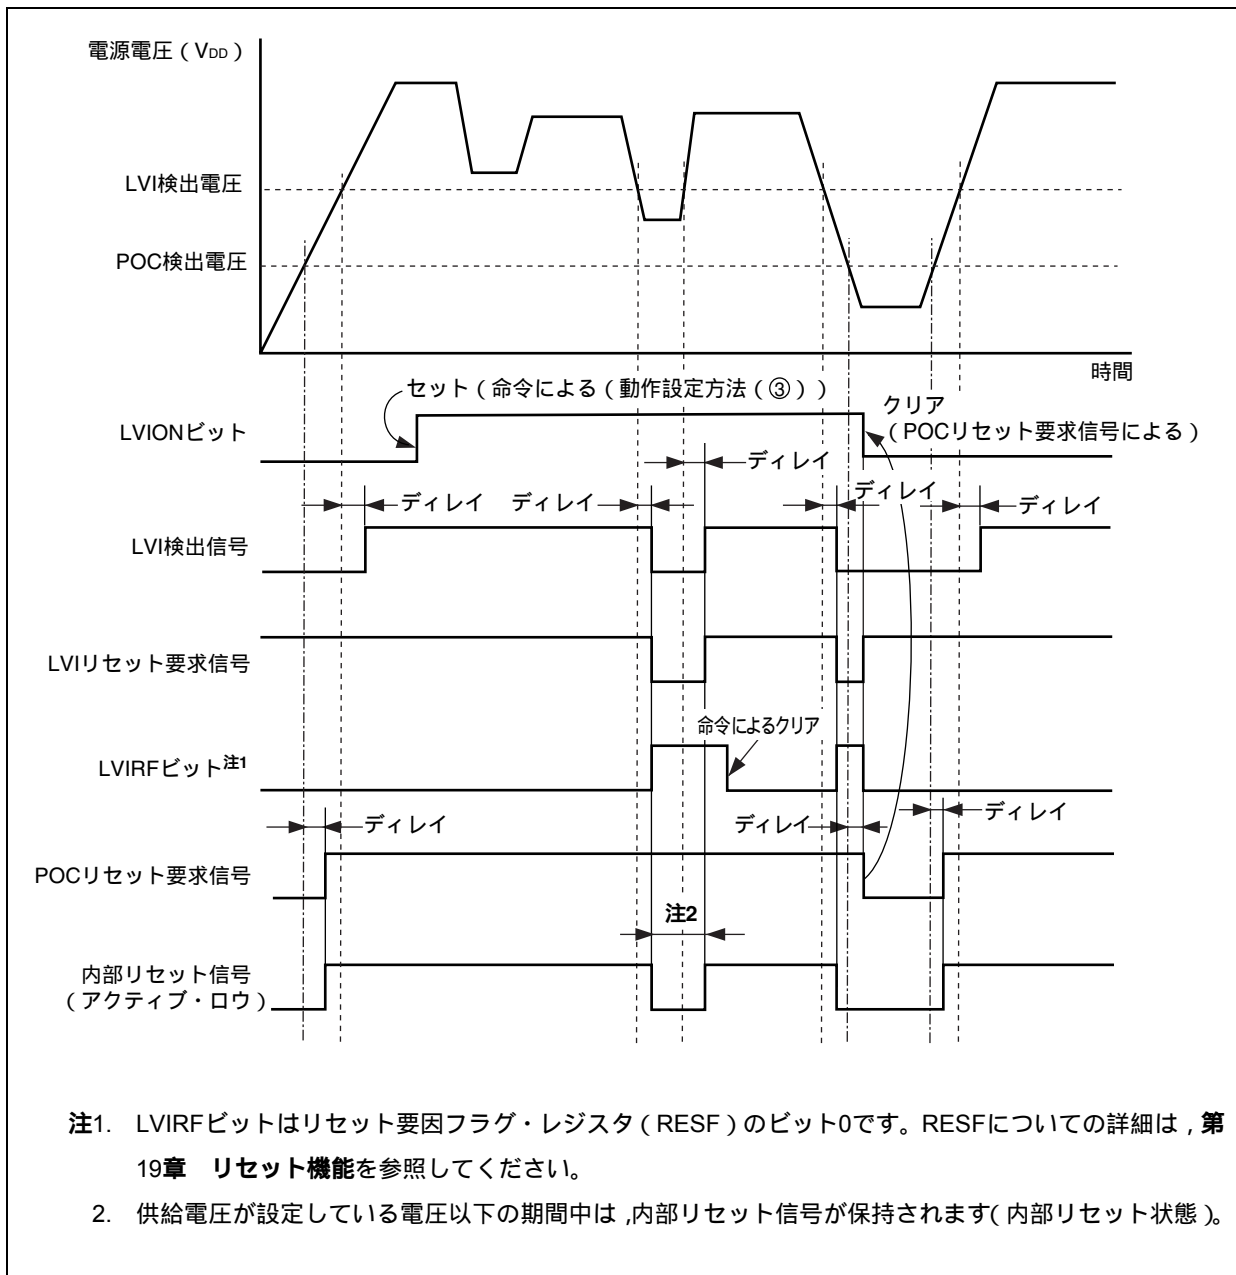 電源電圧（VDD）
LVI検出電圧
POC検出電圧
時間
セット（命令による（動作設定方法（③））
クリア
（POCリセット要求信号による）
LVIONビット
ディレイ
ディレイ
ディレイ
ディレイ
ディレイ
LVI検出信号
LVIリセット要求信号
命令によるクリア
LVIRFビット注1
ディレイ
ディレイ
ディレイ
POCリセット要求信号
注2
内部リセット信号
（アクティブ・ロウ）
注1. LVIRFビットはリセット要因フラグ・レジスタ（RESF）のビット0です。RESFについての詳細は，第
19章　リセット機能を参照してください。
2. 供給電圧が設定している電圧以下の期間中は，内部リセット信号が保持されます（内部リセット状態）。